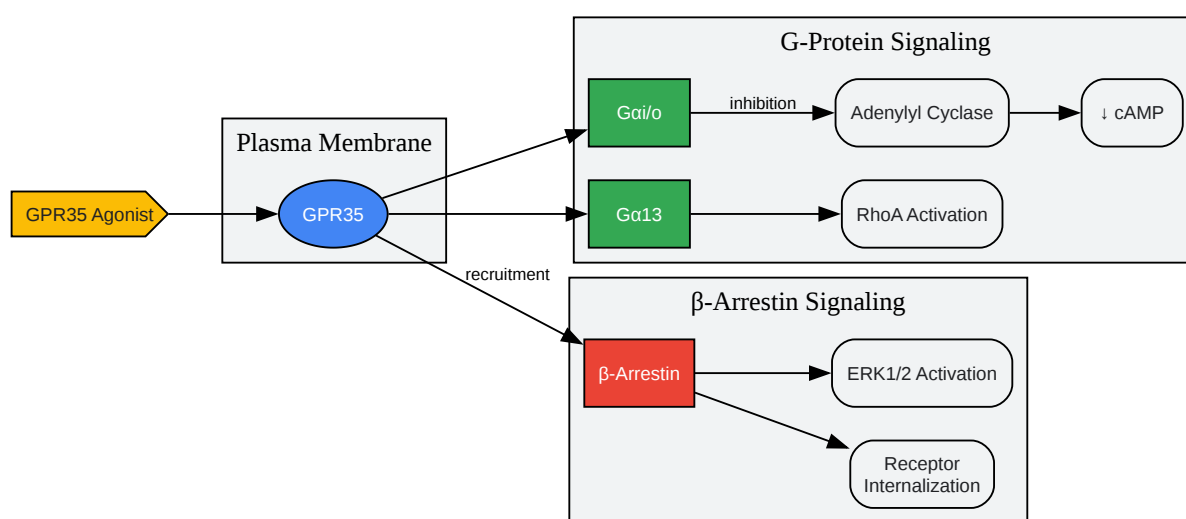 G-Protein Signaling
Gαi/o
inhibition
Adenylyl Cyclase
↓ cAMP
Plasma Membrane
GPR35 Agonist
GPR35
Gα13
RhoA Activation
recruitment
β-Arrestin Signaling
β-Arrestin
ERK1/2 Activation
Receptor
Internalization